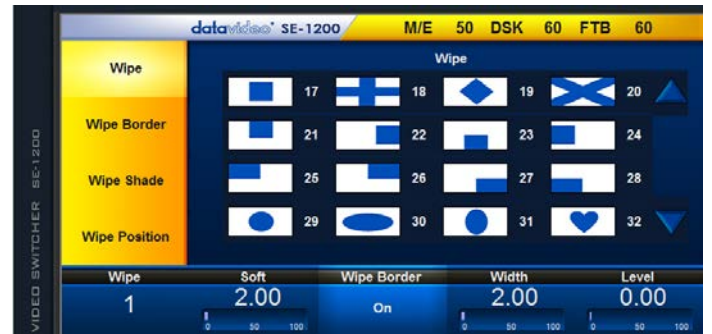 datavideo® SE-1200 M/E 50 DSK 60 FTB 60
Wipe
Wipe
17 18 19 20
Wipe Border
21 22 23 24
Wipe Shade
25 26 27 28
Wipe Position
29 30 31 32
Wipe Soft Wipe Border Width Level
1 2.00 On 2.00 0.00
0 50 100 0 50 100 0 50 100
VIDEO SWITCHER SE-1200